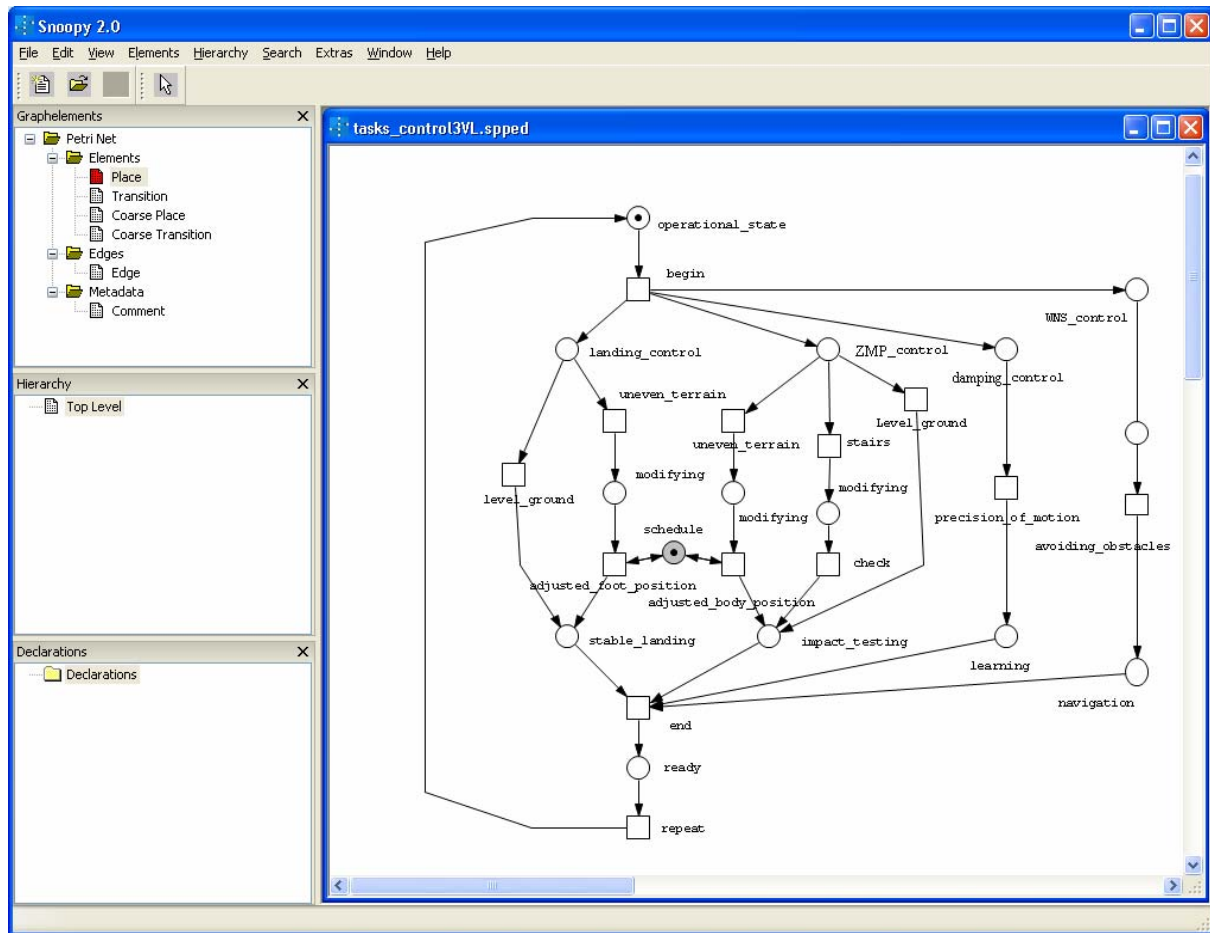 Snoopy 2.0
File Edit View Elements Hierarchy Search Extras Window Help
Graphelements
Petri Net
Elements
Place
Transition
Coarse Place
Coarse Transition
Edges
Edge
Metadata
Comment
Hierarchy
Top Level
Declarations
Declarations
tasks_control3VL.spped
operational_state
begin
WNS_control
landing_control
ZMP_control
damping_control
uneven_terrain
Level_ground
uneven_terrain
stairs
modifying
modifying
level_ground
modifying
precision_of_motion
schedule
avoiding_obstacles
check
adjusted_foot_position
adjusted_body_position
stable_landing
impact_testing
learning
navigation
end
ready
repeat